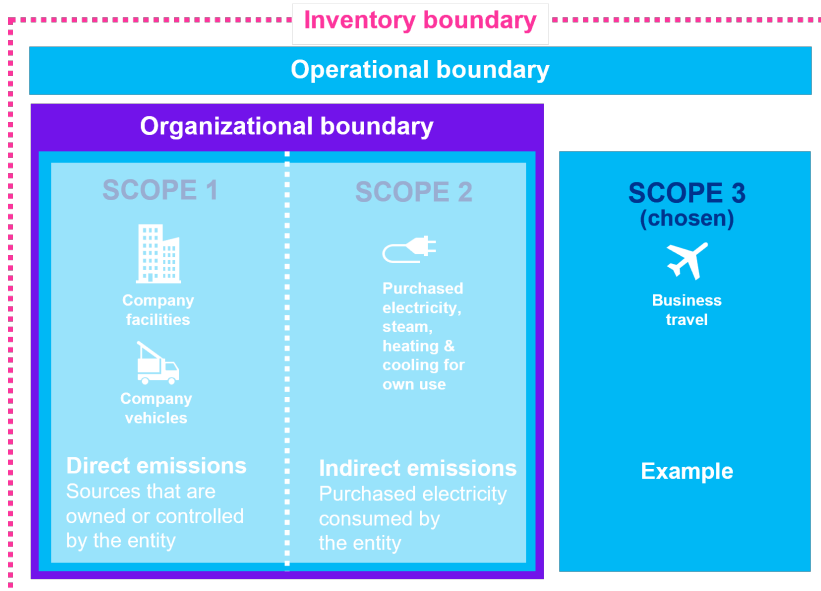 Inventory boundary
Operational boundary
Organizational boundary
SCOPE 1
Company
facilities
Company
vehicles
Direct emissions
Sources that are
owned or controlled
by the entity
SCOPE 2
Purchased
electricity,
steam,
heating &
cooling for
own use
Indirect emissions
Purchased electricity
consumed by
the entity
SCOPE 3
(chosen)
Business
travel
Example